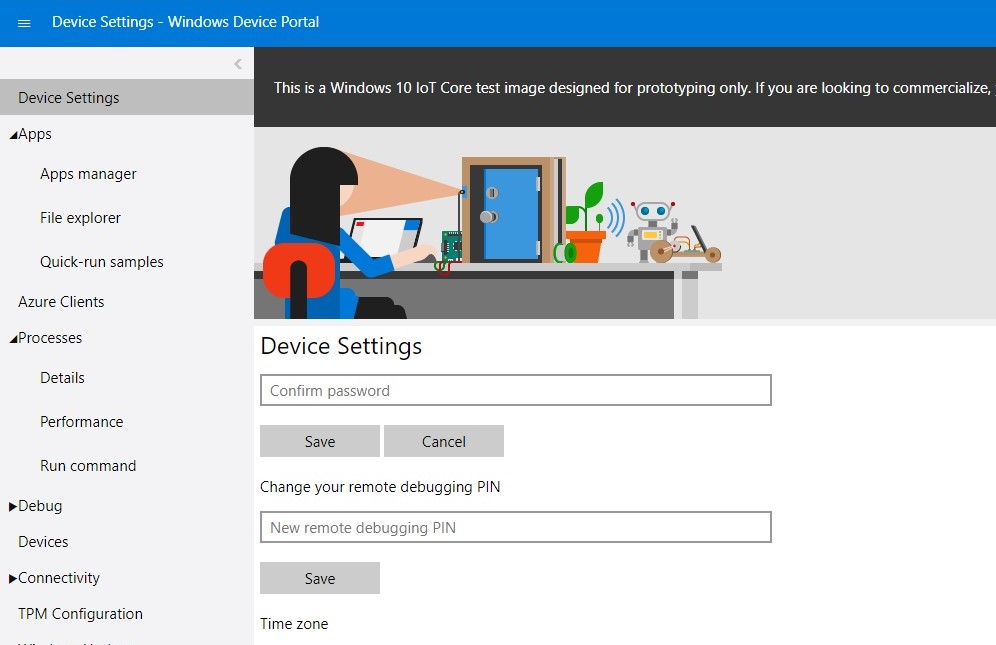 Device Settings - Windows Device Portal
Device Settings
Apps
Apps manager
File explorer
Quick-run samples
Azure Clients
Processes
Details
Performance
Run command
Debug
Devices
Connectivity
TPM Configuration
This is a Windows 10 IoT Core test image designed for prototyping only. If you are looking to commercialize,
Device Settings
Confirm password
Save Cancel
Change your remote debugging PIN
New remote debugging PIN
Save
Time zone